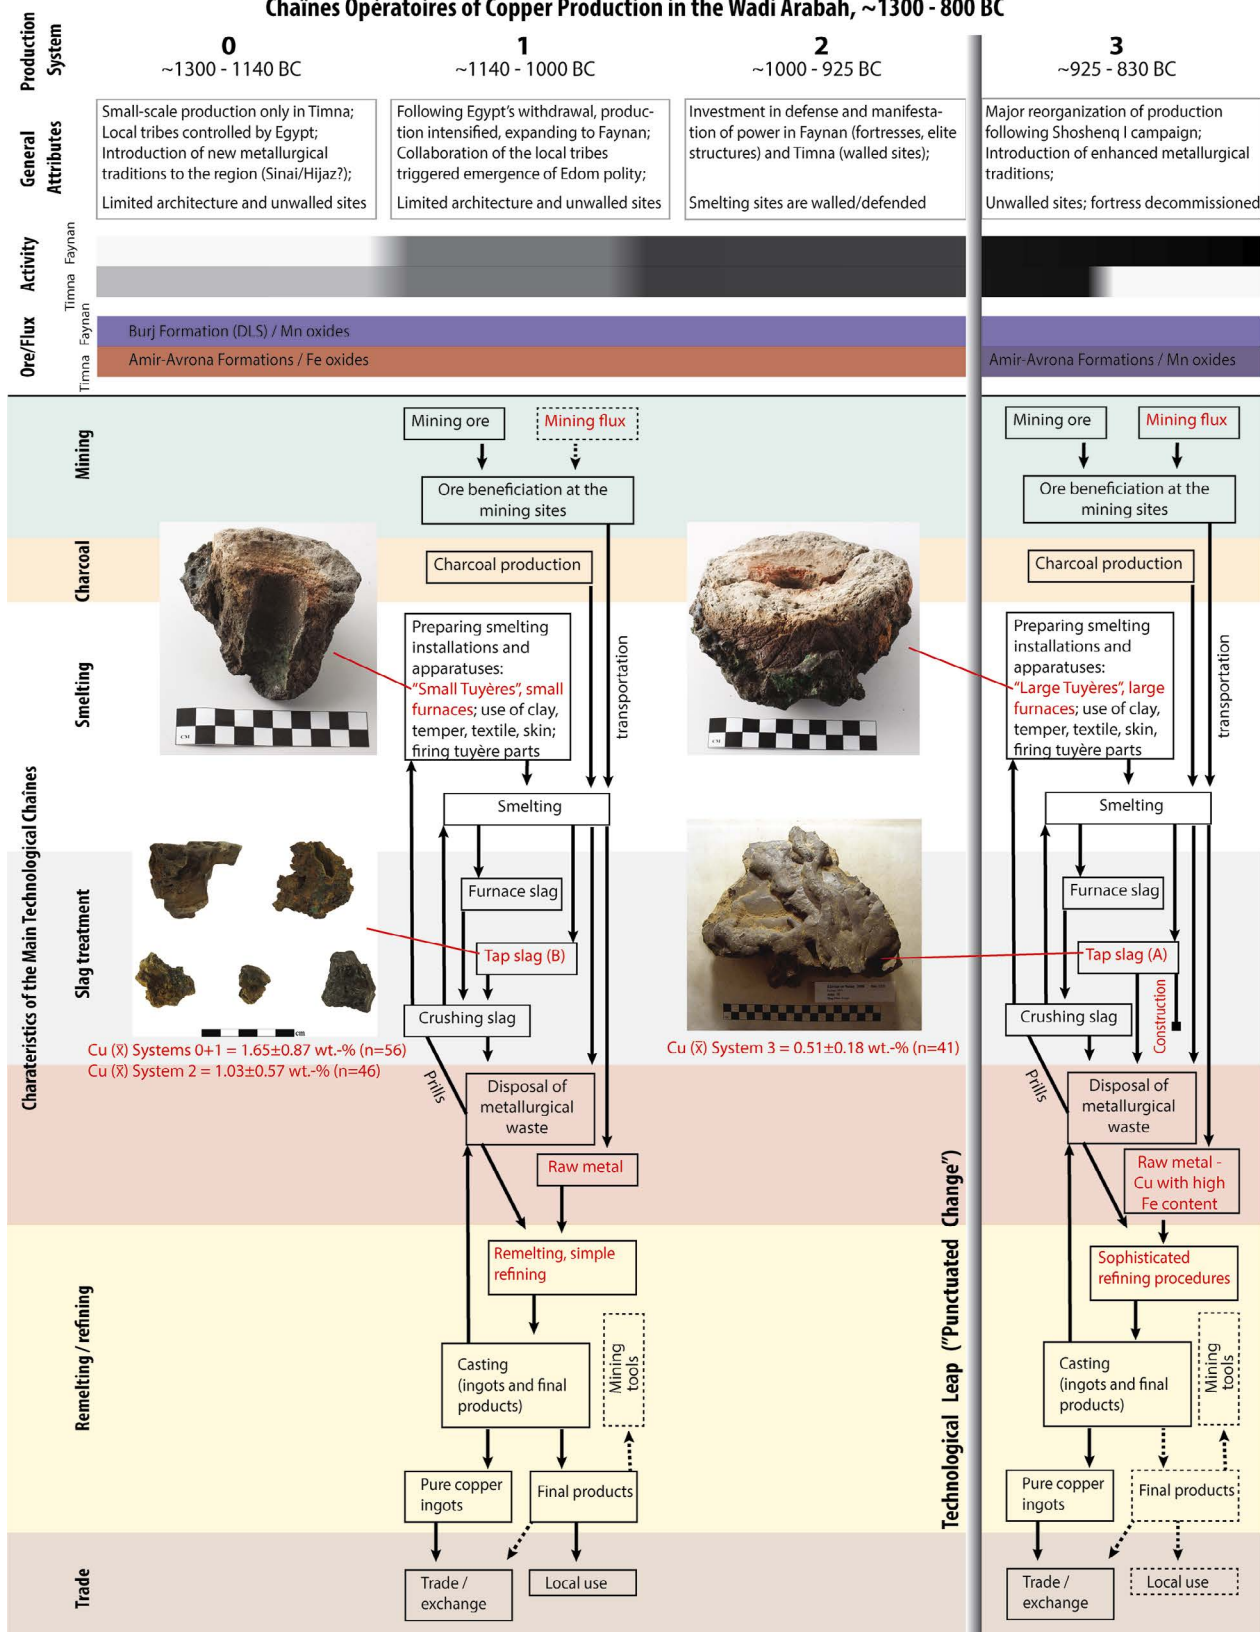 Chaînes Opératoires of Copper Production in the Wadi Arabah, ~1300 - 800 BC
Production
System
0
~1300 - 1140 BC
1
~1140 - 1000 BC
2
~1000 - 925 BC
3
~925 - 830 BC
General
Attributes
Small-scale production only in Timna;
Local tribes controlled by Egypt;
Introduction of new metallurgical
traditions to the region (Sinai/Hijaz?);
Limited architecture and unwalled sites
Following Egypt's withdrawal, produc-
tion intensified, expanding to Faynan;
Collaboration of the local tribes
triggered emergence of Edom polity;
Limited architecture and unwalled sites
Investment in defense and manifesta-
tion of power in Faynan (fortresses, elite
structures) and Timna (walled sites);
Smelting sites are walled/defended
Major reorganization of production
following Shoshenq I campaign;
Introduction of enhanced metallurgical
traditions;
Unwalled sites; fortress decommissioned
Activity
Faynan
Timna
Ore/Flux
Faynan
Timna
Burj Formation (DLS) / Mn oxides
Amir-Avrona Formations / Fe oxides
Amir-Avrona Formations / Mn oxides
Charateristics of the Main Technological Chaînes
Mining
Charcoal
Smelting
Slag treatment
Remelting / refining
Trade
Mining ore
Mining flux
Ore beneficiation at the
mining sites
Charcoal production
Preparing smelting
installations and
apparatuses:
"Small Tuyères", small
furnaces; use of clay,
temper, textile, skin;
firing tuyère parts
transportation
CM
Smelting
Furnace slag
Tap slag (B)
Crushing slag
cm
Cu (x̄) Systems 0+1 = 1.65±0.87 wt.-% (n=56)
Cu (x̄) System 2 = 1.03±0.57 wt.-% (n=46)
Prills
Disposal of
metallurgical
waste
Raw metal
Remelting, simple
refining
Casting
(ingots and final
products)
Mining
tools
Pure copper
ingots
Final products
Trade /
exchange
Local use
Technological Leap ("Punctuated Change")
Mining ore
Mining flux
Ore beneficiation at the
mining sites
Charcoal production
Preparing smelting
installations and
apparatuses:
"Large Tuyères", large
furnaces; use of clay,
temper, textile, skin,
firing tuyère parts
transportation
CM
Smelting
Furnace slag
Tap slag (A)
Construction
Crushing slag
Cu (x̄) System 3 = 0.51±0.18 wt.-% (n=41)
Prills
Disposal of
metallurgical
waste
Raw metal -
Cu with high
Fe content
Sophisticated
refining procedures
Casting
(ingots and final
products)
Mining
tools
Pure copper
ingots
Final products
Trade /
exchange
Local use